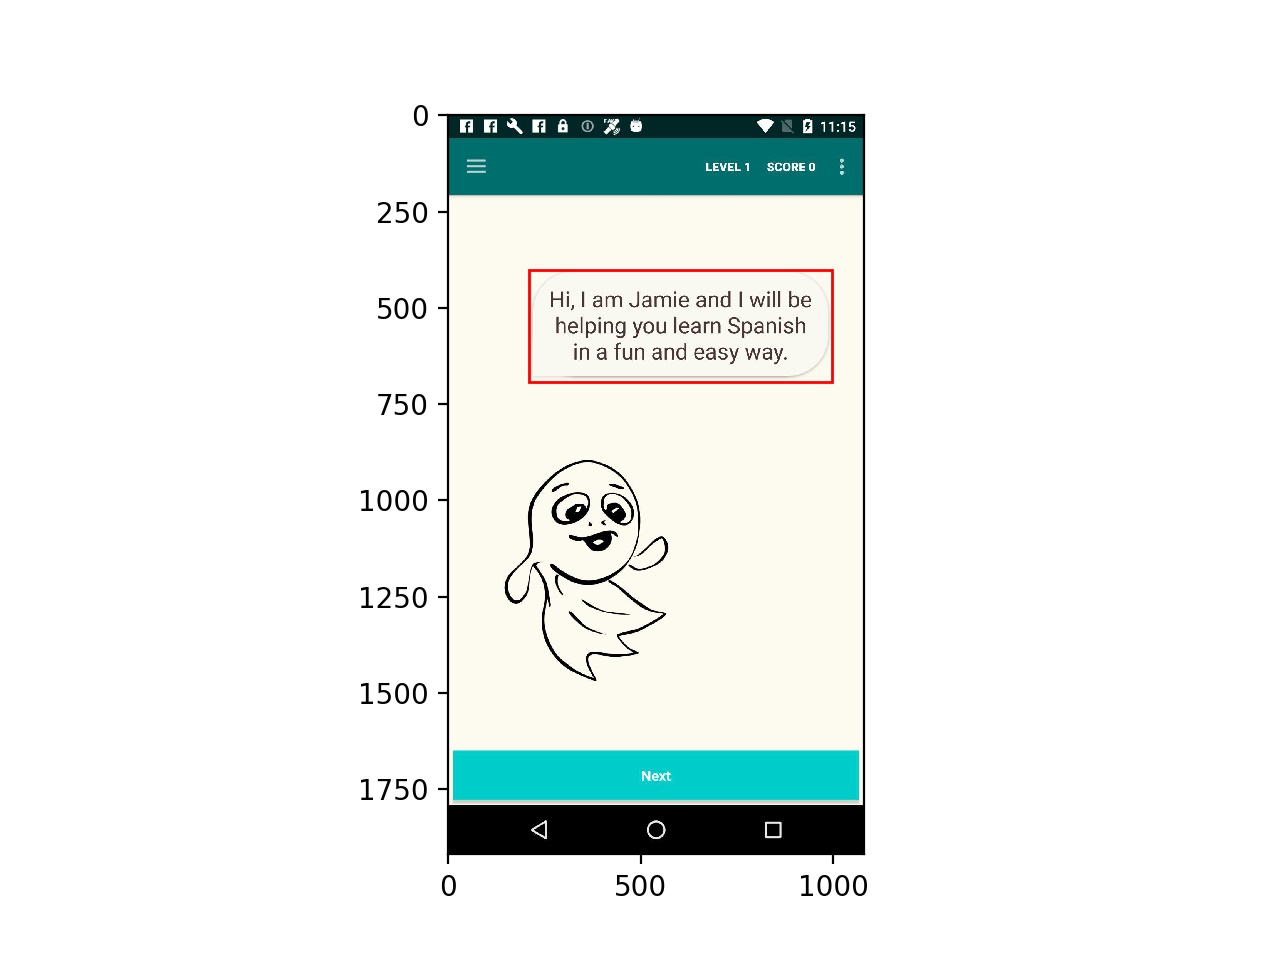 0
11:15
LEVEL 1 SCORE 0
250
Hi, I am Jamie and I will be
500
helping you learn Spanish
in a fun and easy way.
750
1000
1250
1500
Next
1750
0 500 1000